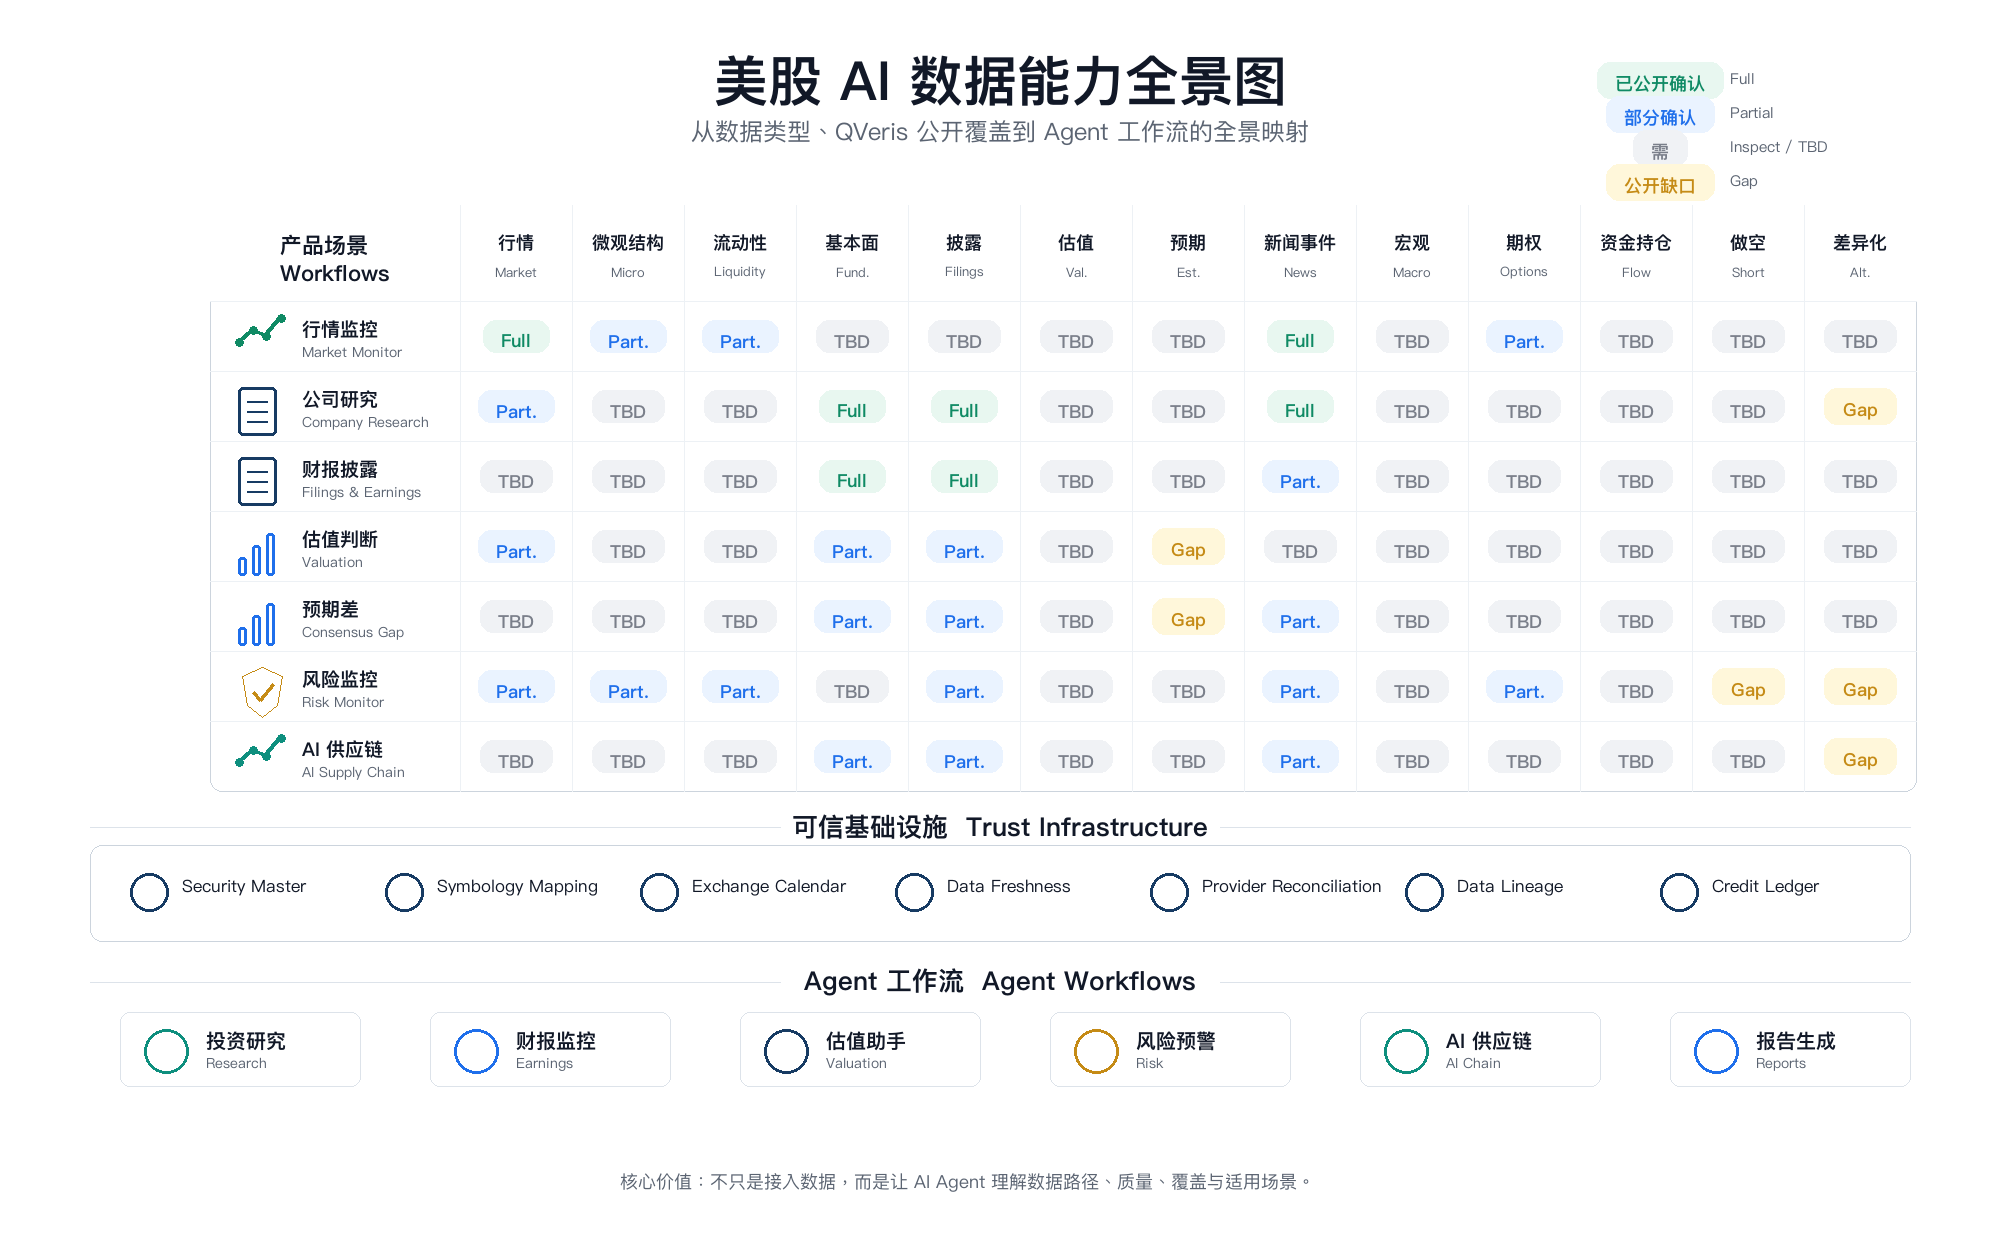 美股 AI 数据能力全景图
从数据类型、QVeris 公开覆盖到 Agent 工作流的全景映射
已公开确认 Full
部分确认 Partial
需 Inspect / TBD
公开缺口 Gap
产品场景 行情 微观结构 流动性 基本面 披露 估值 预期 新闻事件 宏观 期权 资金持仓 做空 差异化
Workflows Market Micro Liquidity Fund. Filings Val. Est. News Macro Options Flow Short Alt.
行情监控 Full Part. Part. TBD TBD TBD TBD Full TBD Part. TBD TBD TBD
Market Monitor
公司研究 Part. TBD TBD Full Full TBD TBD Full TBD TBD TBD TBD Gap
Company Research
财报披露 TBD TBD TBD Full Full TBD TBD Part. TBD TBD TBD TBD TBD
Filings & Earnings
估值判断 Part. TBD TBD Part. Part. TBD Gap TBD TBD TBD TBD TBD TBD
Valuation
预期差 TBD TBD TBD Part. Part. TBD Gap Part. TBD TBD TBD TBD TBD
Consensus Gap
风险监控 Part. Part. Part. TBD Part. TBD TBD Part. TBD Part. TBD Gap Gap
Risk Monitor
AI 供应链 TBD TBD TBD Part. Part. TBD TBD Part. TBD TBD TBD TBD Gap
AI Supply Chain
可信基础设施 Trust Infrastructure
Security Master Symbology Mapping Exchange Calendar Data Freshness Provider Reconciliation Data Lineage Credit Ledger
Agent 工作流 Agent Workflows
投资研究 财报监控 估值助手 风险预警 AI 供应链 报告生成
Research Earnings Valuation Risk AI Chain Reports
核心价值：不只是接入数据，而是让 AI Agent 理解数据路径、质量、覆盖与适用场景。